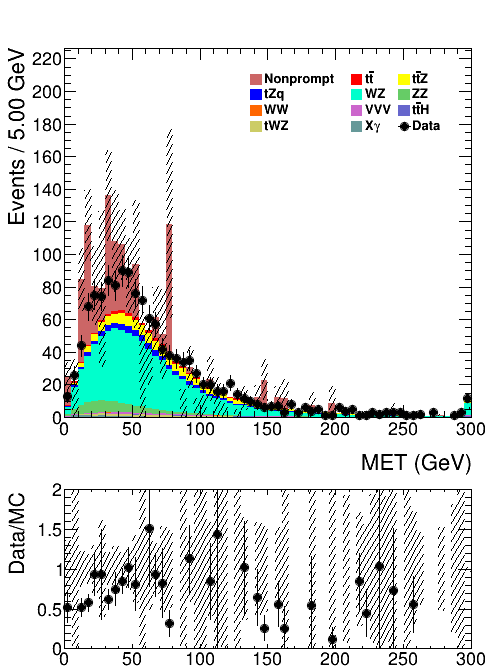 Events / 5.00 GeV
220
200
180
160
140
120
100
80
60
40
20
0
Nonprompt tt̄ tt̄Z
tZq WZ ZZ
WW VVV tt̄H
tWZ Xγ Data
0 50 100 150 200 250 300
MET (GeV)
Data/MC
2
1.5
1
0.5
0
0 50 100 150 200 250 300